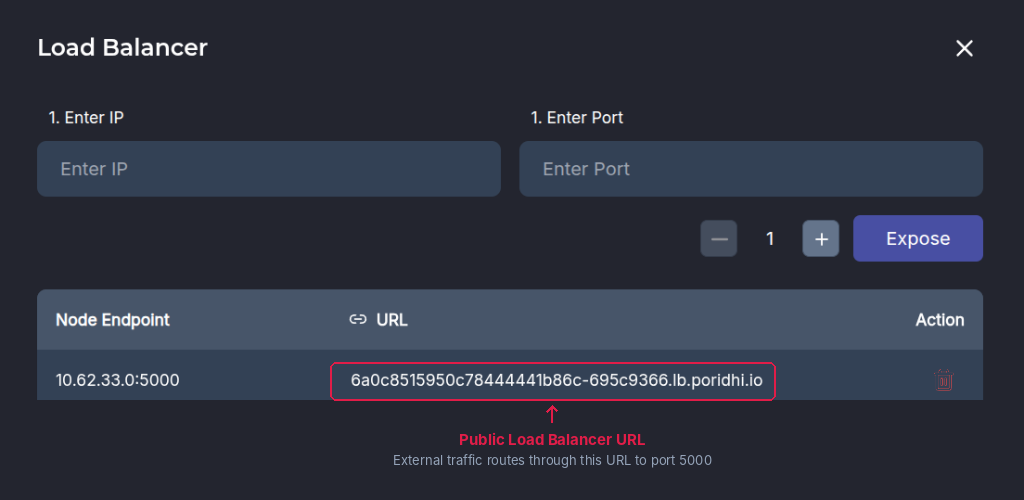 Load Balancer
1. Enter IP
1. Enter Port
Enter IP
Enter Port
1
Expose
Node Endpoint
URL
Action
10.62.33.0:5000
6a0c8515950c78444441b86c-695c9366.lb.poridhi.io
Public Load Balancer URL
External traffic routes through this URL to port 5000